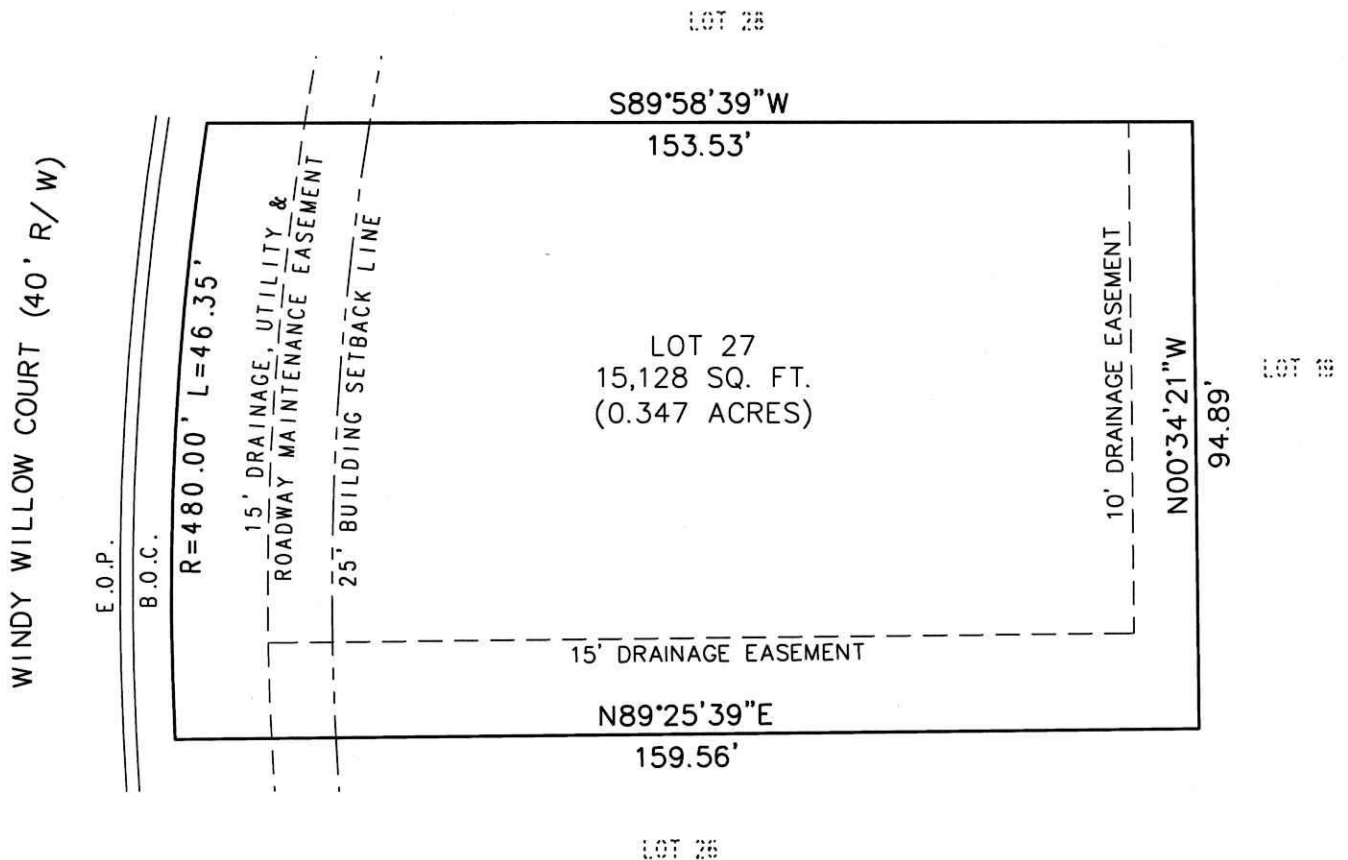 LOT 28
S89°58'39"W
153.53'
WINDY WILLOW COURT (40' R/W)
E.O.P.
B.O.C.
R=480.00' L=46.35'
15' DRAINAGE, UTILITY &
ROADWAY MAINTENANCE EASEMENT
25' BUILDING SETBACK LINE
LOT 27
15,128 SQ. FT.
(0.347 ACRES)
10' DRAINAGE EASEMENT
N00°34'21"W
94.89'
LOT 19
15' DRAINAGE EASEMENT
N89°25'39"E
159.56'
LOT 26